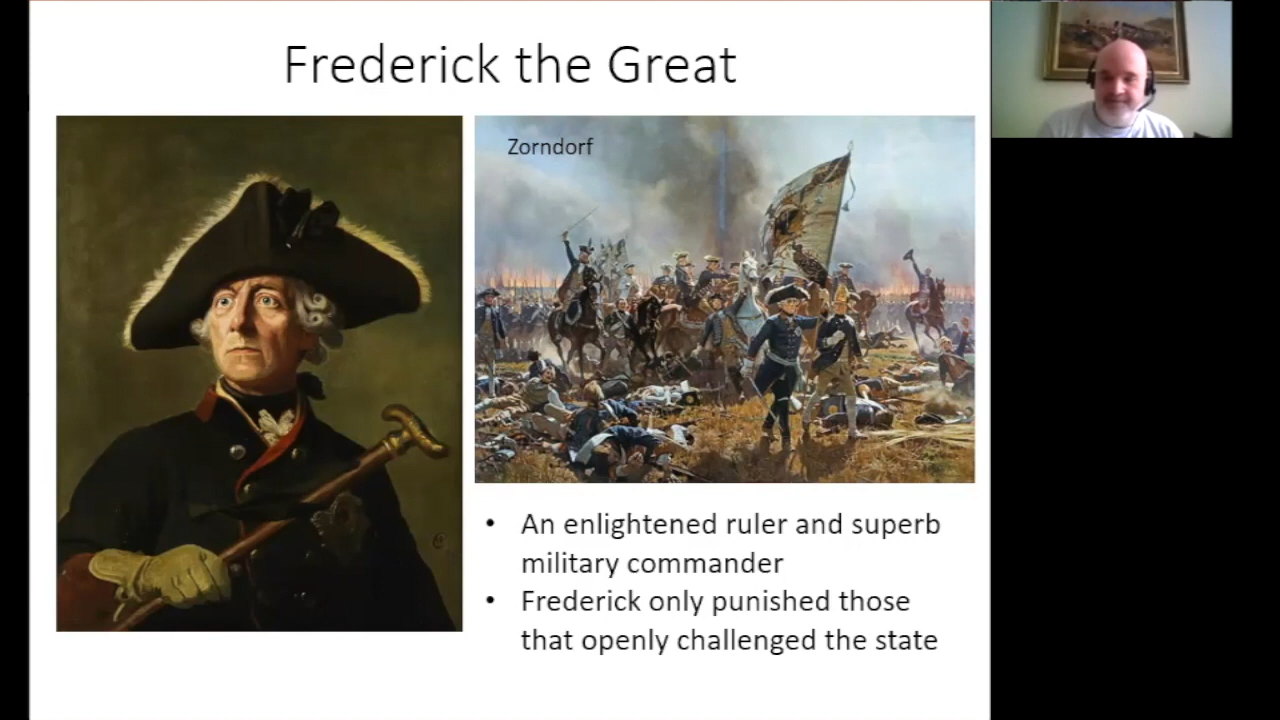 Frederick the Great
Zorndorf
• An enlightened ruler and superb
military commander
• Frederick only punished those
that openly challenged the state